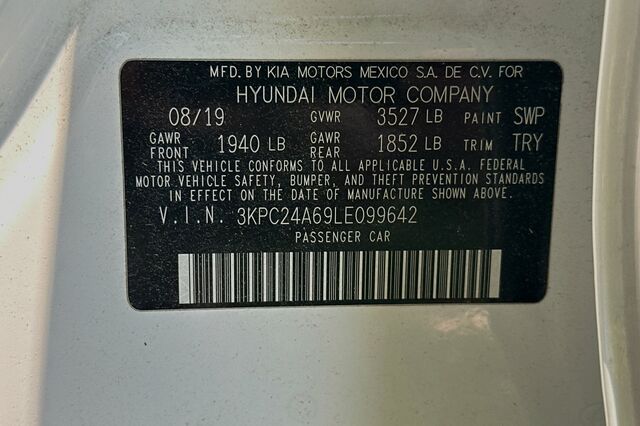 MFD. BY KIA MOTORS MEXICO S.A. DE C.V. FOR
HYUNDAI MOTOR COMPANY
08/19 GVWR 3527 LB PAINT SWP
GAWR FRONT 1940 LB GAWR REAR 1852 LB TRIM TRY
THIS VEHICLE CONFORMS TO ALL APPLICABLE U.S.A. FEDERAL
MOTOR VEHICLE SAFETY, BUMPER, AND THEFT PREVENTION STANDARDS
IN EFFECT ON THE DATE OF MANUFACTURE SHOWN ABOVE.
V.I.N. 3KPC24A69LE099642
PASSENGER CAR